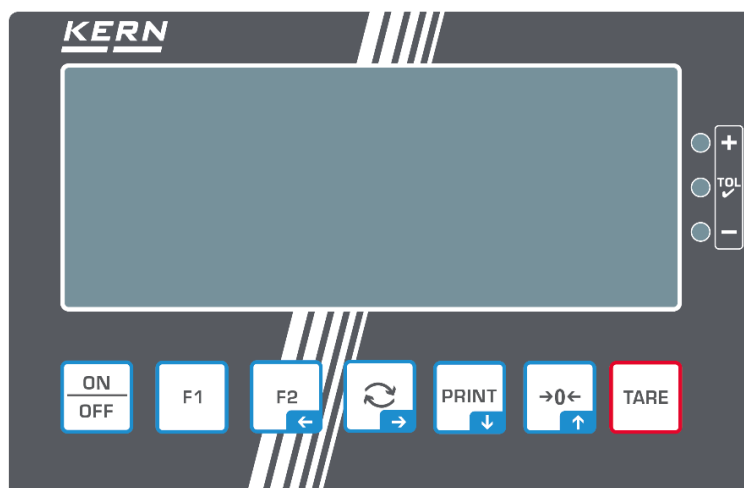 KERN
+
TOL
−
ON
OFF
F1
F2
←
→
PRINT
↓
→0←
↑
TARE